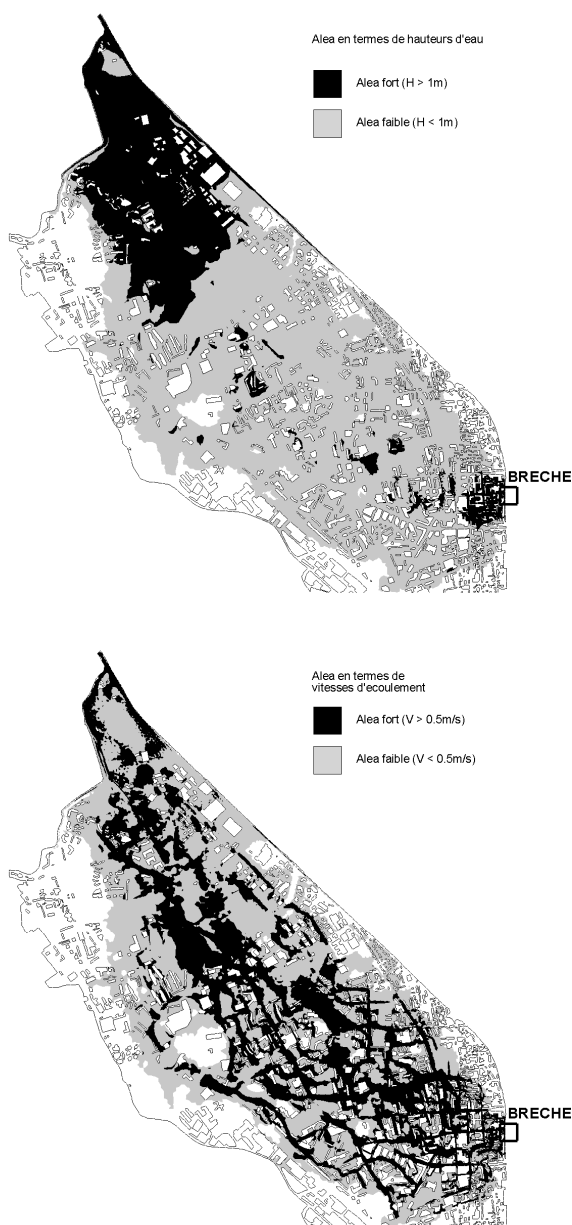 Alea en termes de hauteurs d'eau
Alea fort (H > 1m)
Alea faible (H < 1m)
BRECHE
Alea en termes de
vitesses d'ecoulement
Alea fort (V > 0.5m/s)
Alea faible (V < 0.5m/s)
BRECHE